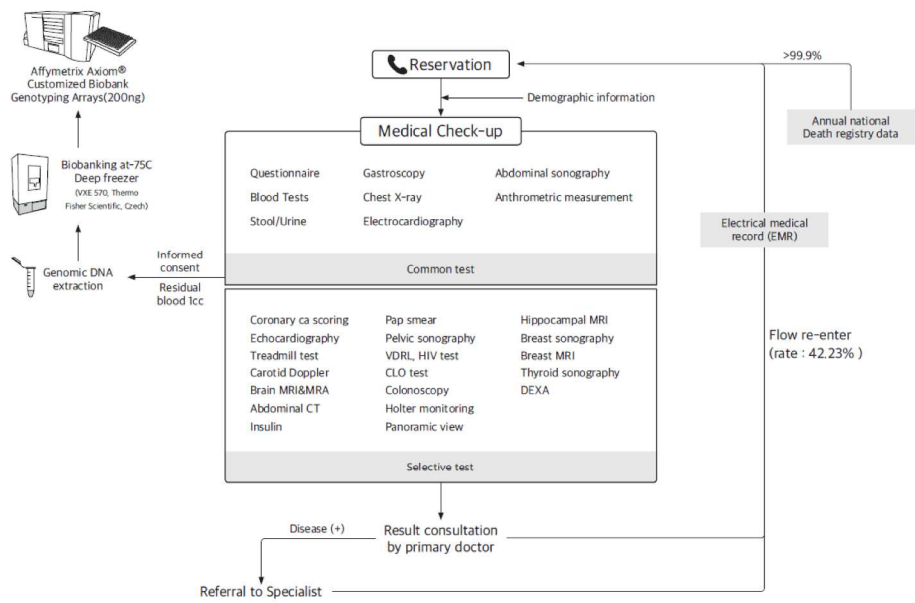 Affymetrix Axiom®
Customized Biobank
Genotyping Arrays(200ng)
Biobanking at-75C
Deep freezer
(VXE 570, Thermo
Fisher Scientific, Czech)
Genomic DNA
extraction
Informed
consent
Residual
blood 1cc
Reservation
Demographic information
Medical Check-up
Questionnaire
Blood Tests
Stool/Urine
Gastroscopy
Chest X-ray
Electrocardiography
Abdominal sonography
Anthrometric measurement
Common test
Coronary ca scoring
Echocardiography
Treadmill test
Carotid Doppler
Brain MRI&MRA
Abdominal CT
Insulin
Pap smear
Pelvic sonography
VDRL, HIV test
CLO test
Colonoscopy
Holter monitoring
Panoramic view
Hippocampal MRI
Breast sonography
Breast MRI
Thyroid sonography
DEXA
Selective test
Disease (+)
Result consultation
by primary doctor
Referral to Specialist
>99.9%
Annual national
Death registry data
Electrical medical
record (EMR)
Flow re-enter
(rate : 42.23% )